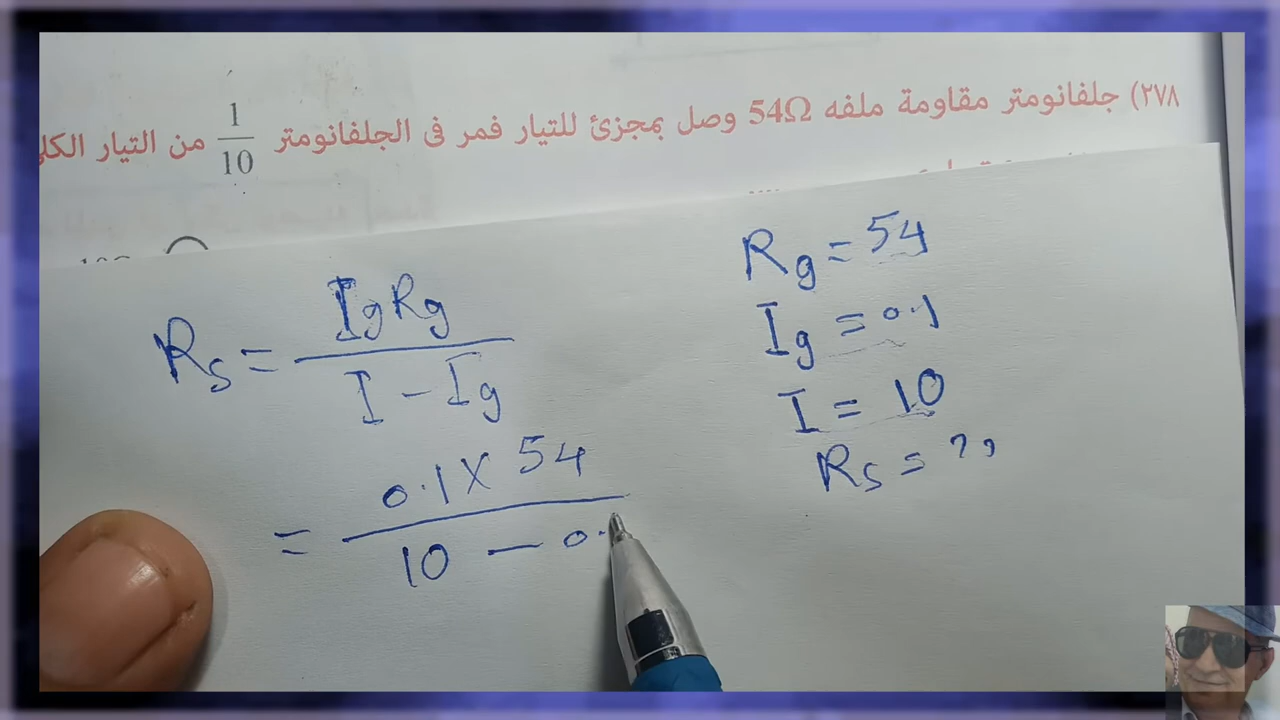 ٢٧٨) جلفانومتر مقاومة ملفه 54Ω وصل بمجزئ للتيار فمر فى الجلفانومتر 1/10 من التيار
Rg = 54
Ig = 0.1
I = 10
Rs = ??
Rs = IgRg / I - Ig
= 0.1 X 54 / 10 - 0.